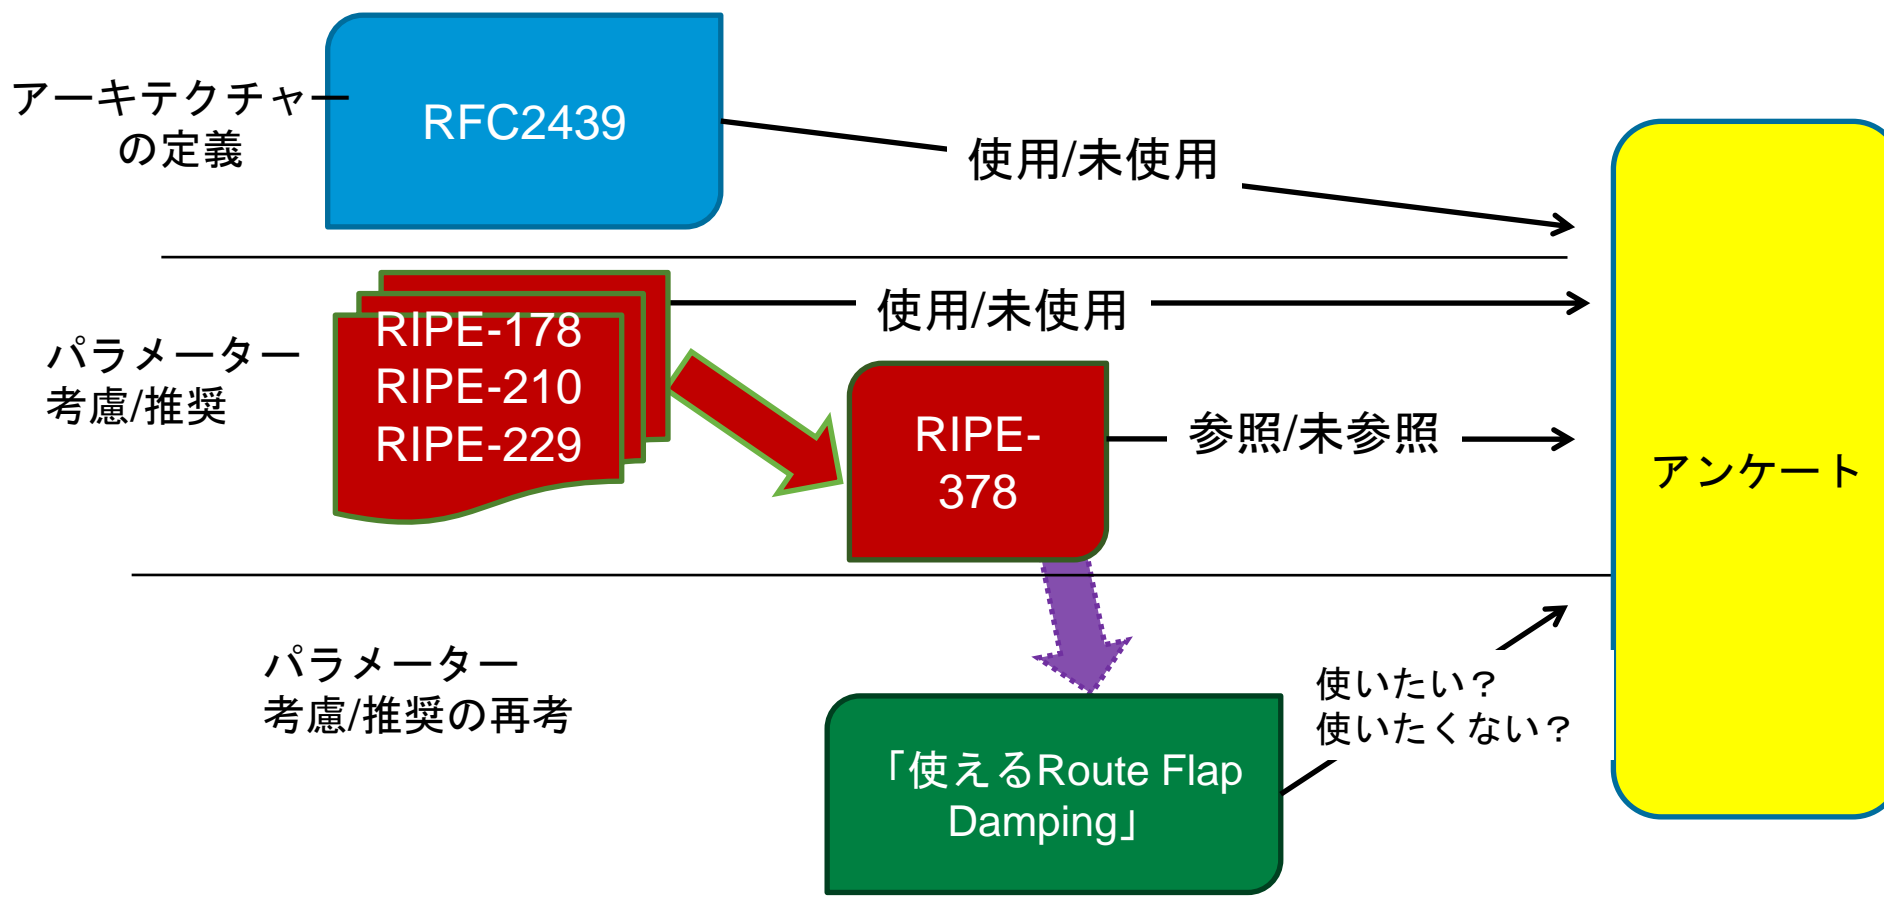 アーキテクチャー
の定義
RFC2439
使用/未使用
使用/未使用
パラメーター
考慮/推奨
RIPE-178
RIPE-210
RIPE-229
RIPE-
378
参照/未参照
アンケート
パラメーター
考慮/推奨の再考
使いたい？
使いたくない？
「使えるRoute Flap
Damping」